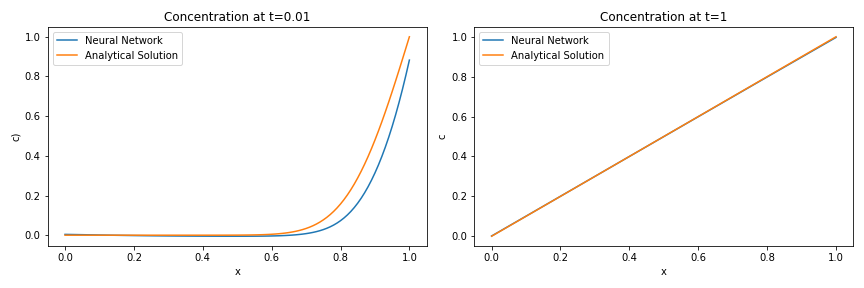 Concentration at t=0.01
Neural Network
Analytical Solution
1.0
0.8
0.6
0.4
0.2
0.0
c)
0.0 0.2 0.4 0.6 0.8 1.0
x
Concentration at t=1
Neural Network
Analytical Solution
1.0
0.8
0.6
0.4
0.2
0.0
c
0.0 0.2 0.4 0.6 0.8 1.0
x